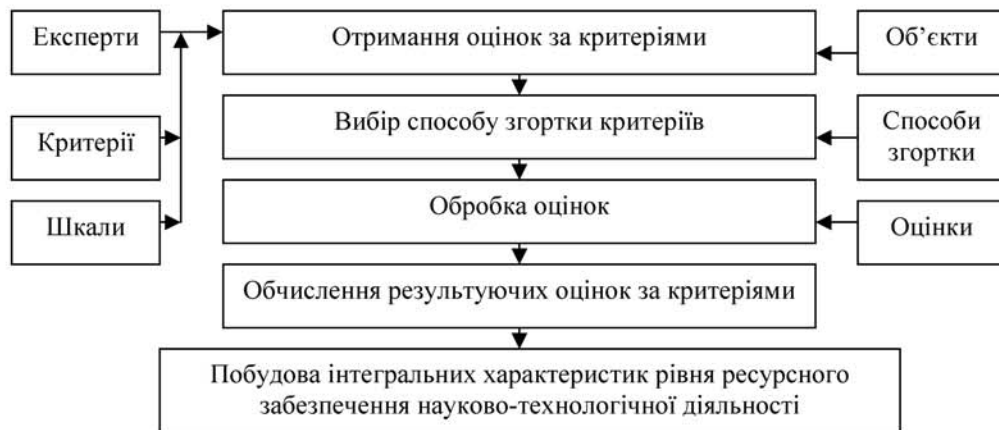 Експерти
Отримання оцінок за критеріями
Об’єкти
Критерії
Вибір способу згортки критеріїв
Способи
згортки
Шкали
Обробка оцінок
Оцінки
Обчислення результуючих оцінок за критеріями
Побудова інтегральних характеристик рівня ресурсного
забезпечення науково-технологічної діяльності